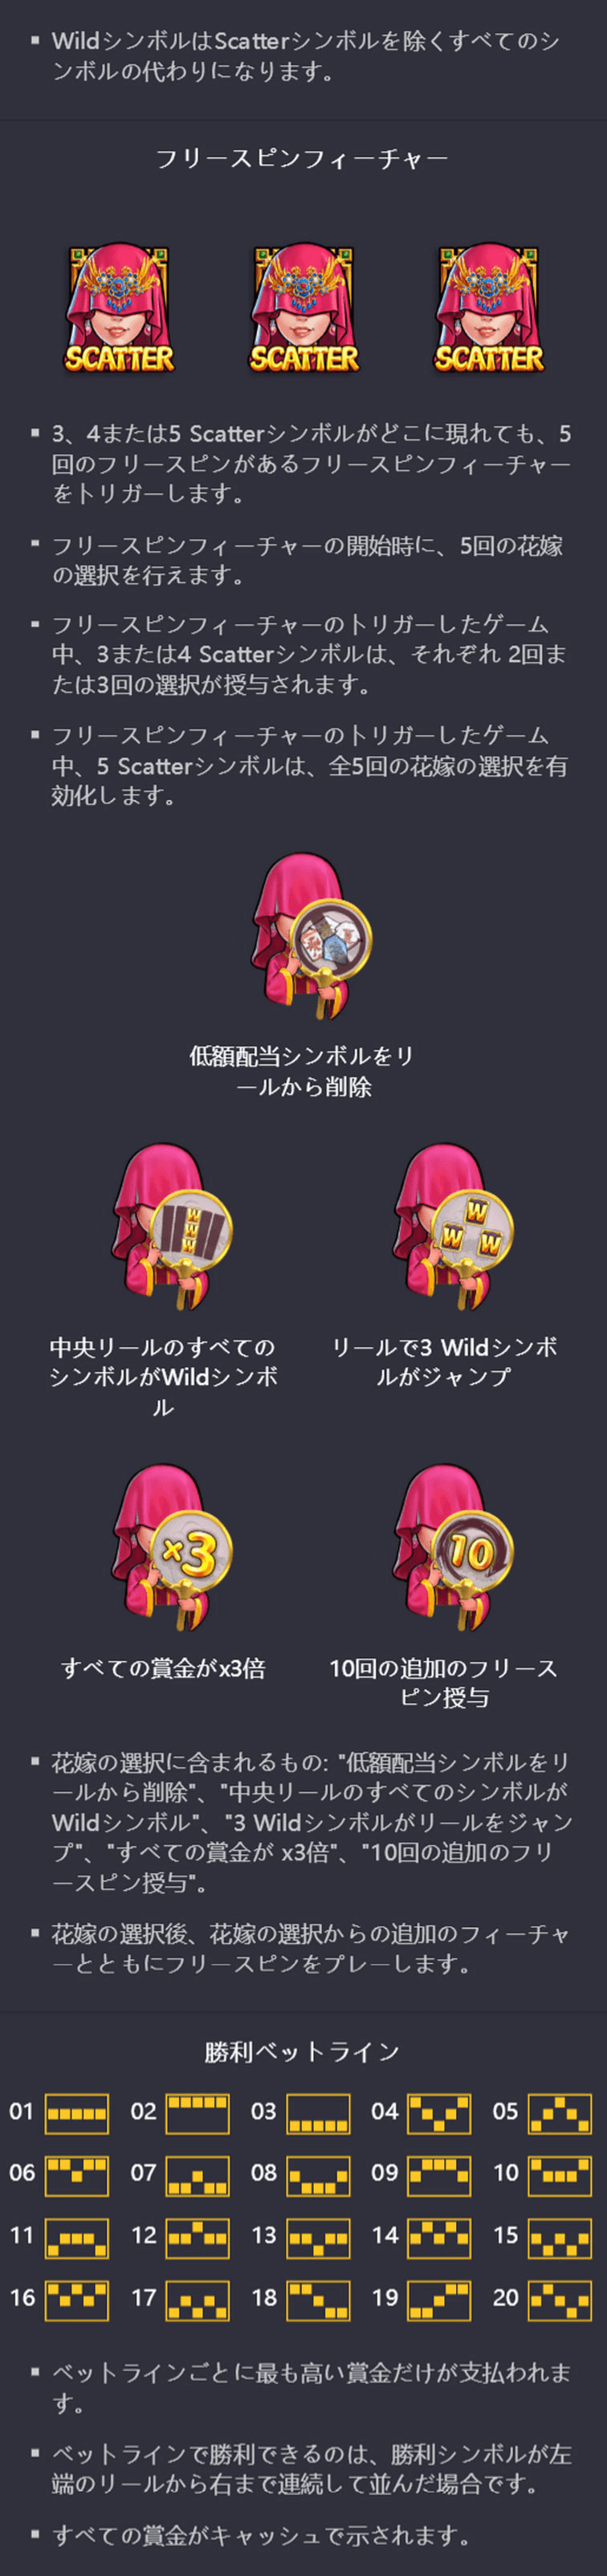 WildシンボルはScatterシンボルを除くすべてのシ
ンボルの代わりになります。
フリースピンフィーチャー
SCATTER SCATTER SCATTER
3、4または5 Scatterシンボルがどこに現れても、5
回のフリースピンがあるフリースピンフィーチャー
をトリガーします。
フリースピンフィーチャーの開始時に、5回の花嫁
の選択を行えます。
フリースピンフィーチャーのトリガーしたゲーム
中、3または4 Scatterシンボルは、それぞれ 2回ま
たは3回の選択が授与されます。
フリースピンフィーチャーのトリガーしたゲーム
中、5 Scatterシンボルは、全5回の花嫁の選択を有
効化します。
低額配当シンボルをリ
ールから削除
W
W
W
W
W W
中央リールのすべての
シンボルがWildシンボ
ル
リールで3 Wildシンボ
ルがジャンプ
×3
10
すべての賞金がx3倍
10回の追加のフリース
ピン授与
花嫁の選択に含まれるもの: "低額配当シンボルをリ
ールから削除"、"中央リールのすべてのシンボルが
Wildシンボル"、"3 Wildシンボルがリールをジャン
プ"、"すべての賞金が x3倍"、"10回の追加のフリ
ースピン授与"。
花嫁の選択後、花嫁の選択からの追加のフィーチャ
ーとともにフリースピンをプレーします。
勝利ベットライン
01 02 03 04 05
06 07 08 09 10
11 12 13 14 15
16 17 18 19 20
ベットラインごとに最も高い賞金だけが支払われま
す。
ベットラインで勝利できるのは、勝利シンボルが左
端のリールから右まで連続して並んだ場合です。
すべての賞金がキャッシュで示されます。